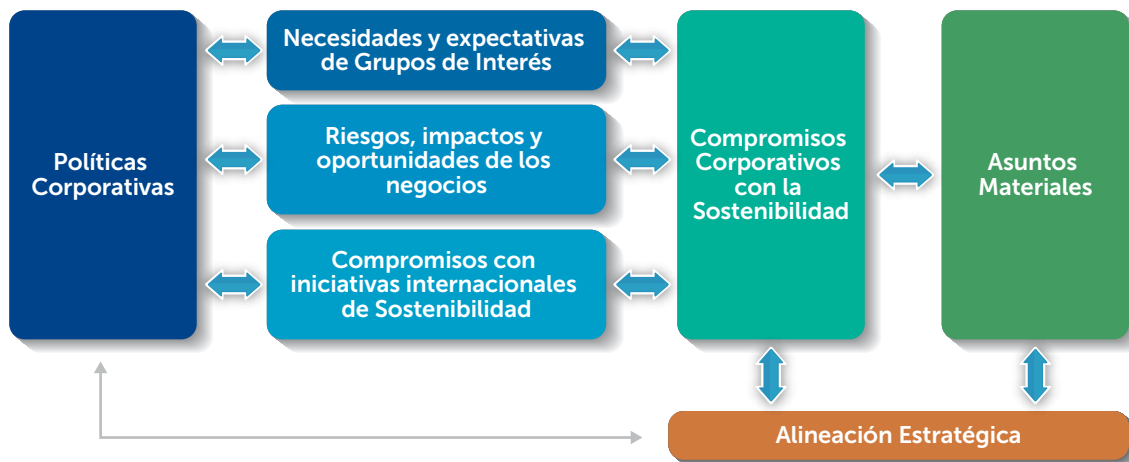 Políticas
Corporativas
Necesidades y expectativas
de Grupos de Interés
Riesgos, impactos y
oportunidades de los
negocios
Compromisos con
iniciativas internacionales
de Sostenibilidad
Compromisos
Corporativos
con la
Sostenibilidad
Asuntos
Materiales
Alineación Estratégica